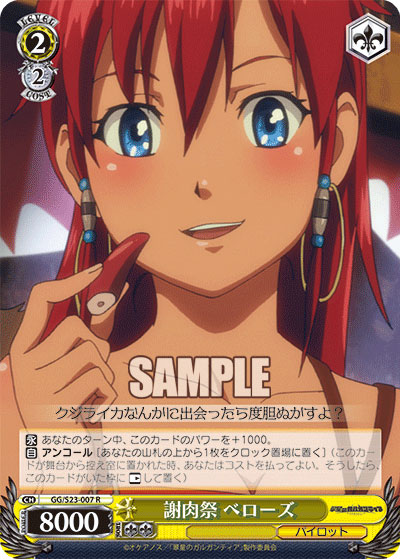 LEVEL
2
2
COST
SAMPLE
クジライカなんかに出会ったら度胆ぬかすよ?
永 あなたのターン中、このカードのパワーを+1000。
自 アンコール [あなたの山札の上から1枚をクロック置場に置く](この
カードが舞台から控え室に置かれた時、あなたはコストを払ってよい。そうしたら、
このカードがいた枠に レストして置く)
CH GG/S23-007 R
謝肉祭 ベローズ
POWER
8000
SOUL
パイロット
©オケアノス/「翠星のガルガンティア」製作委員会